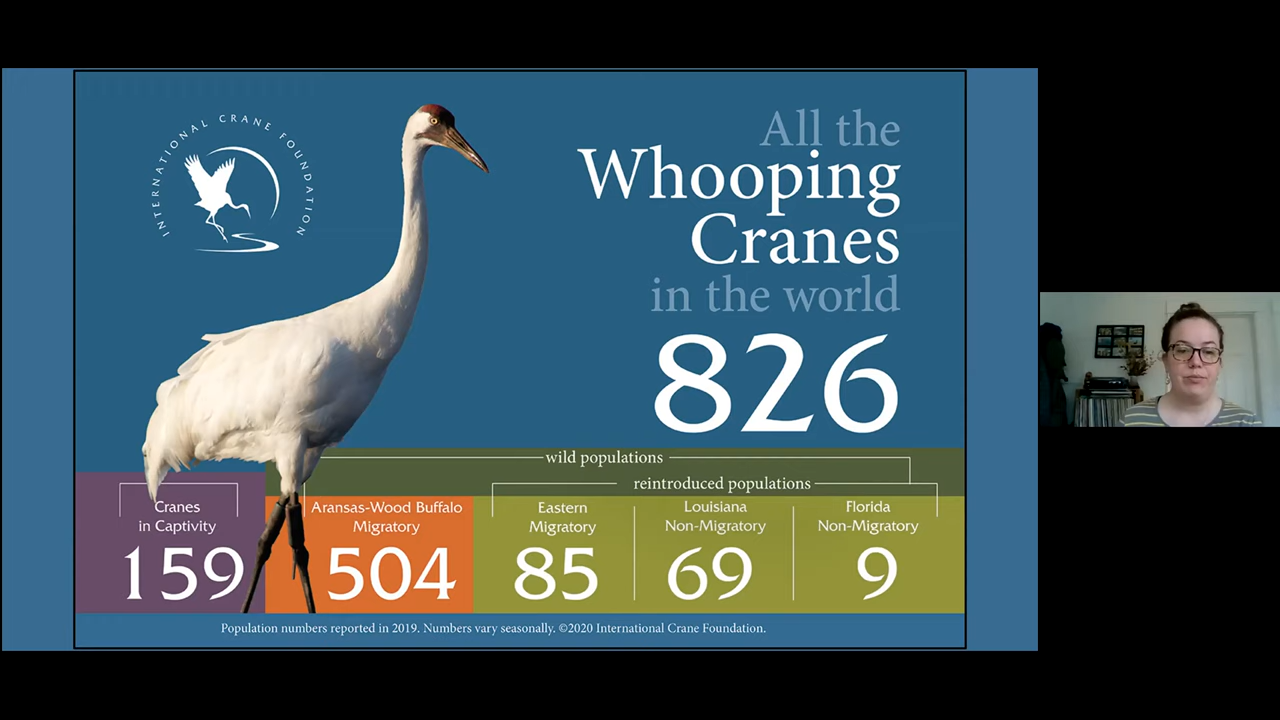 INTERNATIONAL CRANE FOUNDATION
All the
Whooping
Cranes
in the world
826
wild populations
reintroduced populations
Cranes
in Captivity
159
Aransas-Wood Buffalo
Migratory
504
Eastern
Migratory
85
Louisiana
Non-Migratory
69
Florida
Non-Migratory
9
Population numbers reported in 2019. Numbers vary seasonally. ©2020 International Crane Foundation.